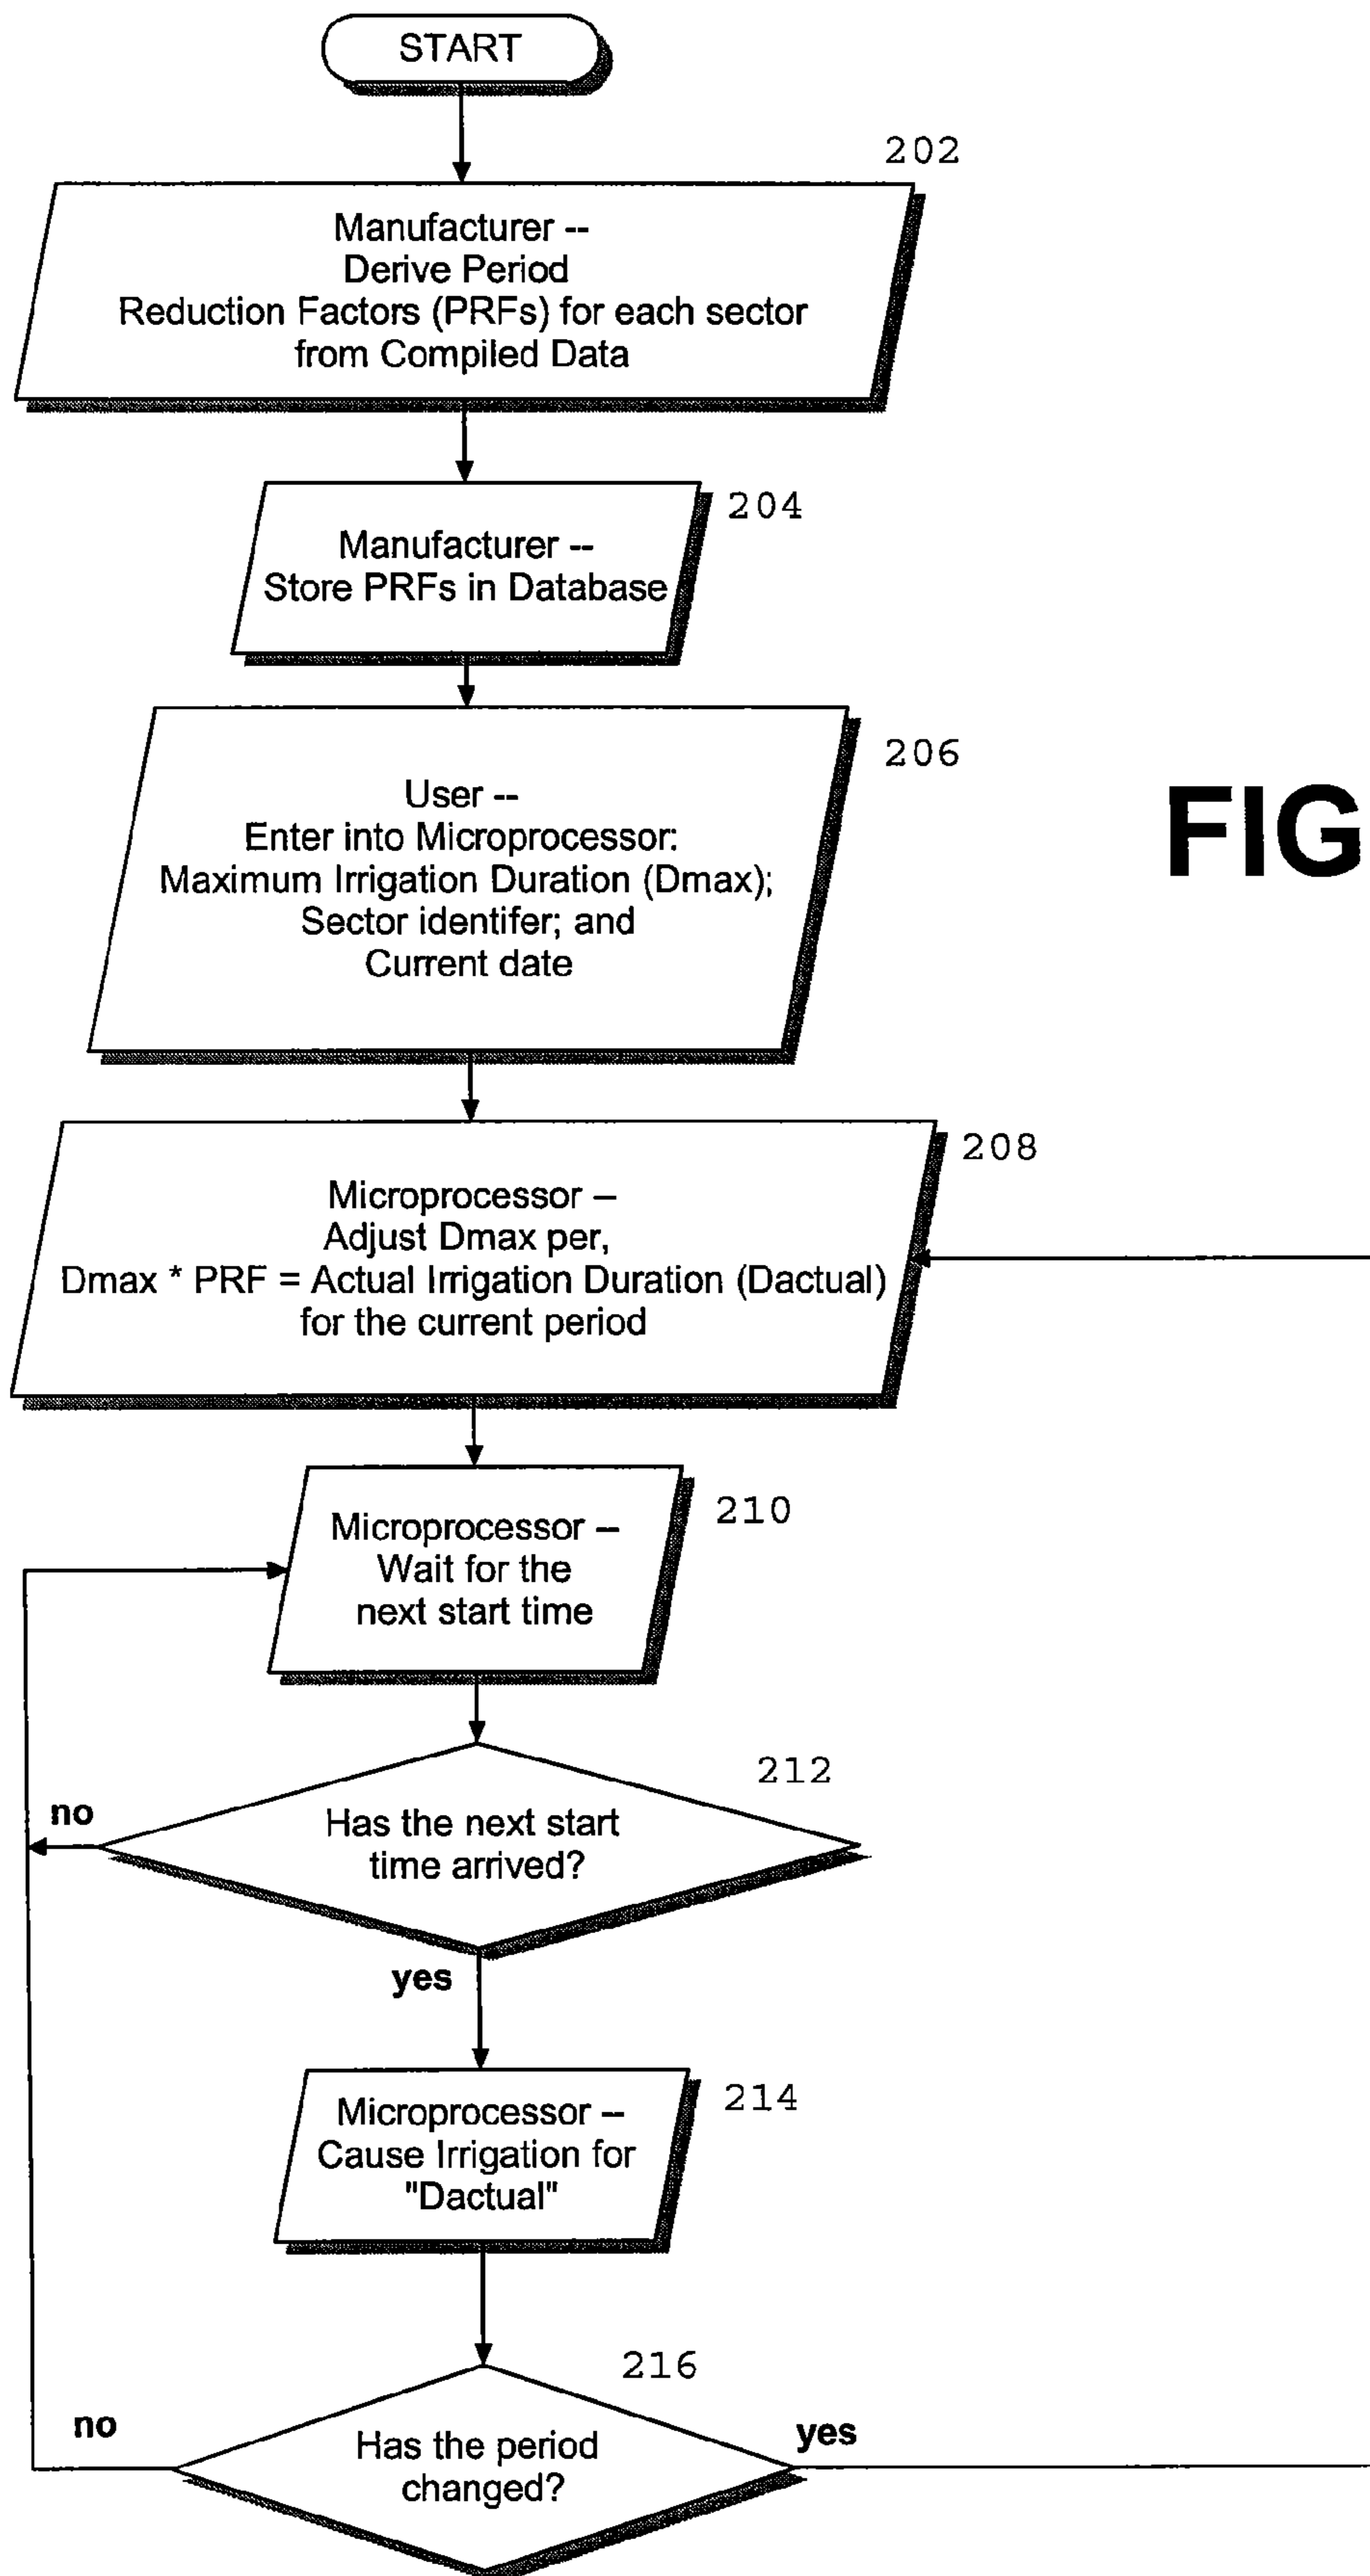 START
202
Manufacturer --
Derive Period
Reduction Factors (PRFs) for each sector
from Compiled Data
204
Manufacturer --
Store PRFs in Database
206
User --
Enter into Microprocessor:
Maximum Irrigation Duration (Dmax);
Sector identifer; and
Current date
FIG
208
Microprocessor –
Adjust Dmax per,
Dmax * PRF = Actual Irrigation Duration (Dactual)
for the current period
210
Microprocessor –
Wait for the
next start time
212
Has the next start
time arrived?
no
yes
214
Microprocessor –
Cause Irrigation for
"Dactual"
216
Has the period
changed?
no
yes